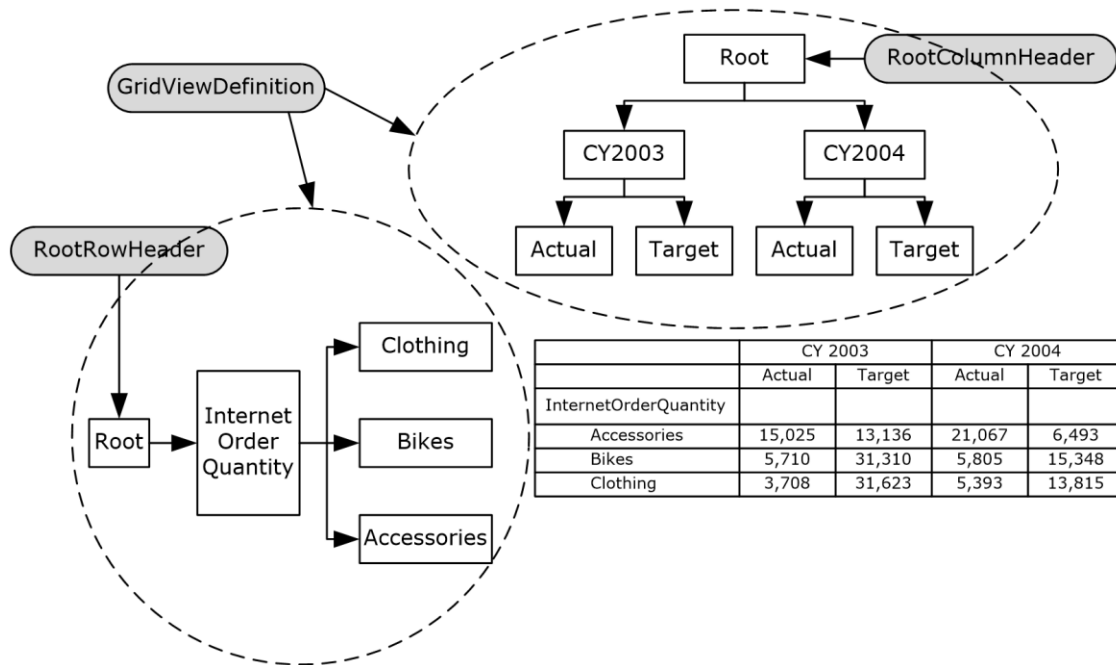 Root
RootColumnHeader
GridViewDefinition
CY2003
CY2004
Actual
Target
Actual
Target
RootRowHeader
Root
Internet
Order
Quantity
Clothing
Bikes
Accessories
CY 2003 CY 2004
Actual Target Actual Target
InternetOrderQuantity
Accessories 15,025 13,136 21,067 6,493
Bikes 5,710 31,310 5,805 15,348
Clothing 3,708 31,623 5,393 13,815